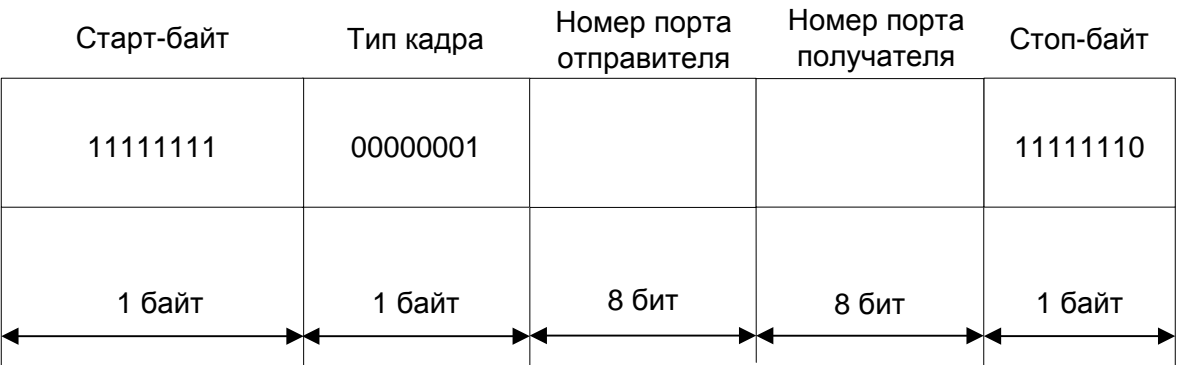 Старт-байт
Тип кадра
Номер порта
отправителя
Номер порта
получателя
Стоп-байт
11111111
00000001
11111110
1 байт
1 байт
8 бит
8 бит
1 байт